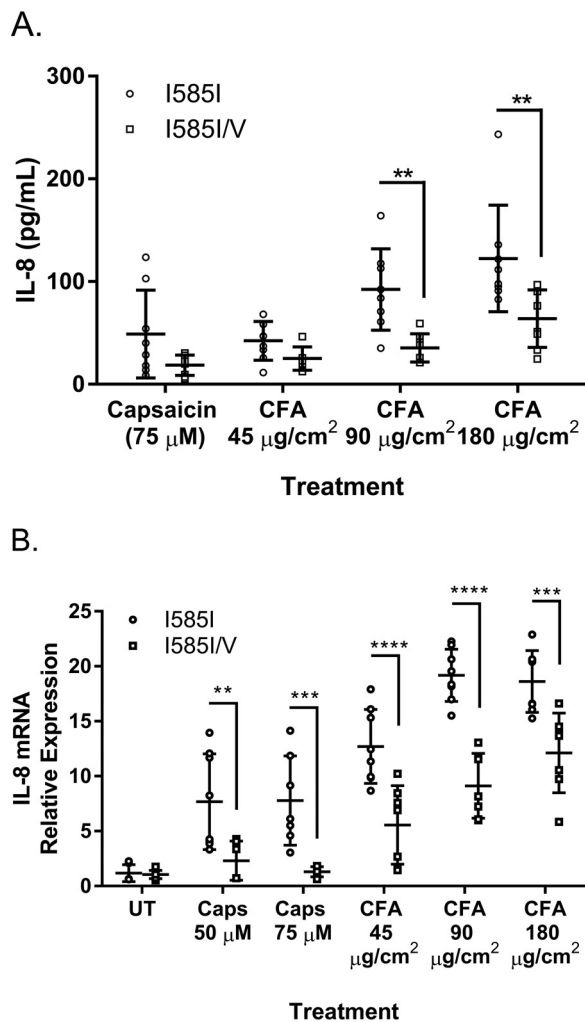 A.
300
200
100
0
IL-8 (pg/mL)
I585I
I585I/V
**
**
Capsaicin CFA CFA CFA
(75 μM) 45 μg/cm² 90 μg/cm² 180 μg/cm²
Treatment
B.
25
20
15
10
5
0
IL-8 mRNA
Relative Expression
I585I
I585I/V
**
***
****
****
***
UT Caps Caps CFA CFA CFA
50 μM 75 μM 45 90 180
μg/cm² μg/cm² μg/cm²
Treatment